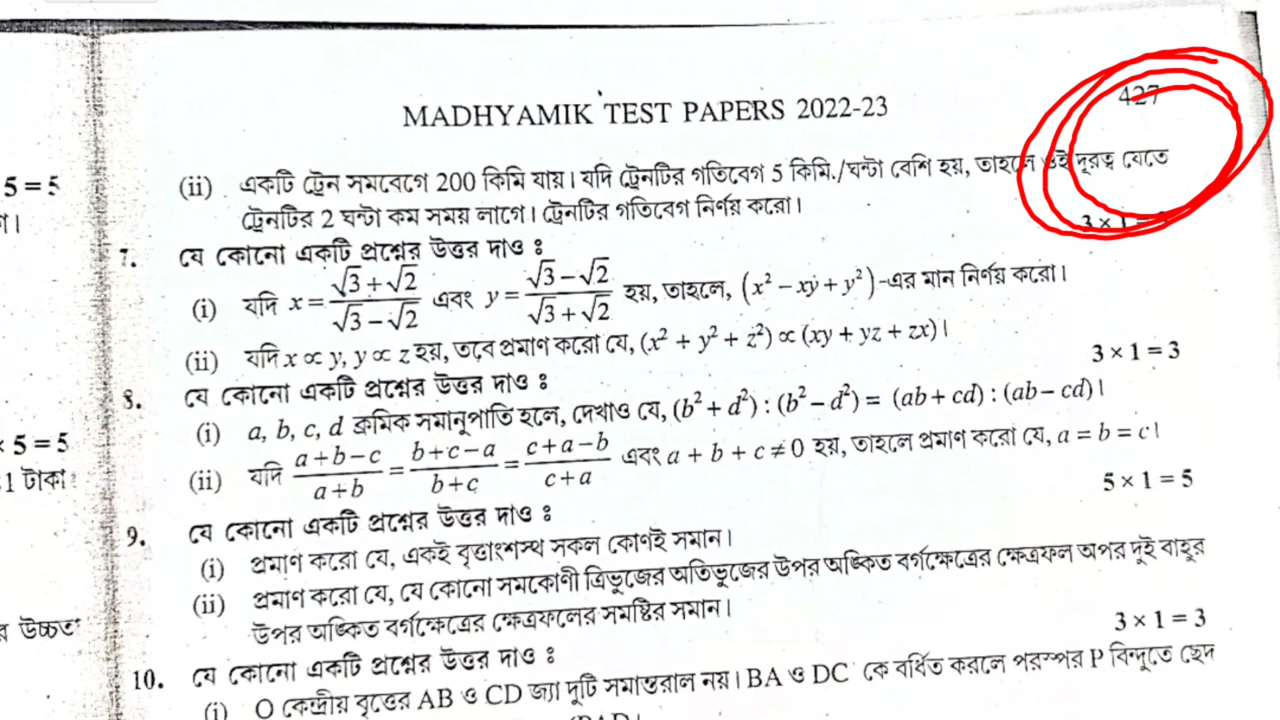 427
MADHYAMIK TEST PAPERS 2022-23
5 = 5
(ii) একটি ট্রেন সমবেগে 200 কিমি যায়। যদি ট্রেনটির গতিবেগ 5 কিমি./ঘন্টা বেশি হয়, তাহলে ওই দূরত্ব যেতে
ট্রেনটির 2 ঘন্টা কম সময় লাগে। ট্রেনটির গতিবেগ নির্ণয় করো।
3 × 1 =
7. যে কোনো একটি প্রশ্নের উত্তর দাও ঃ
(i) যদি x = (√3 + √2)/(√3 − √2) এবং y = (√3 − √2)/(√3 + √2) হয়, তাহলে, (x² − xy + y²)-এর মান নির্ণয় করো।
(ii) যদি x ∝ y, y ∝ z হয়, তবে প্রমাণ করো যে, (x² + y² + z²) ∝ (xy + yz + zx)।
3 × 1 = 3
8. যে কোনো একটি প্রশ্নের উত্তর দাও ঃ
(i) a, b, c, d ক্রমিক সমানুপাতি হলে, দেখাও যে, (b² + d²) : (b² − d²) = (ab + cd) : (ab − cd)।
× 5 = 5
(ii) যদি (a+b−c)/(a+b) = (b+c−a)/(b+c) = (c+a−b)/(c+a) এবং a + b + c ≠ 0 হয়, তাহলে প্রমাণ করো যে, a = b = c।
1 টাকা
5 × 1 = 5
9. যে কোনো একটি প্রশ্নের উত্তর দাও ঃ
(i) প্রমাণ করো যে, একই বৃত্তাংশস্থ সকল কোণই সমান।
(ii) প্রমাণ করো যে, যে কোনো সমকোণী ত্রিভুজের অতিভুজের উপর অঙ্কিত বর্গক্ষেত্রের ক্ষেত্রফল অপর দুই বাহুর
উপর অঙ্কিত বর্গক্ষেত্রের ক্ষেত্রফলের সমষ্টির সমান।
উচ্চতা
3 × 1 = 3
10. যে কোনো একটি প্রশ্নের উত্তর দাও ঃ
(i) O কেন্দ্রীয় বৃত্তের AB ও CD জ্যা দুটি সমান্তরাল নয়। BA ও DC কে বর্ধিত করলে পরস্পর P বিন্দুতে ছেদ